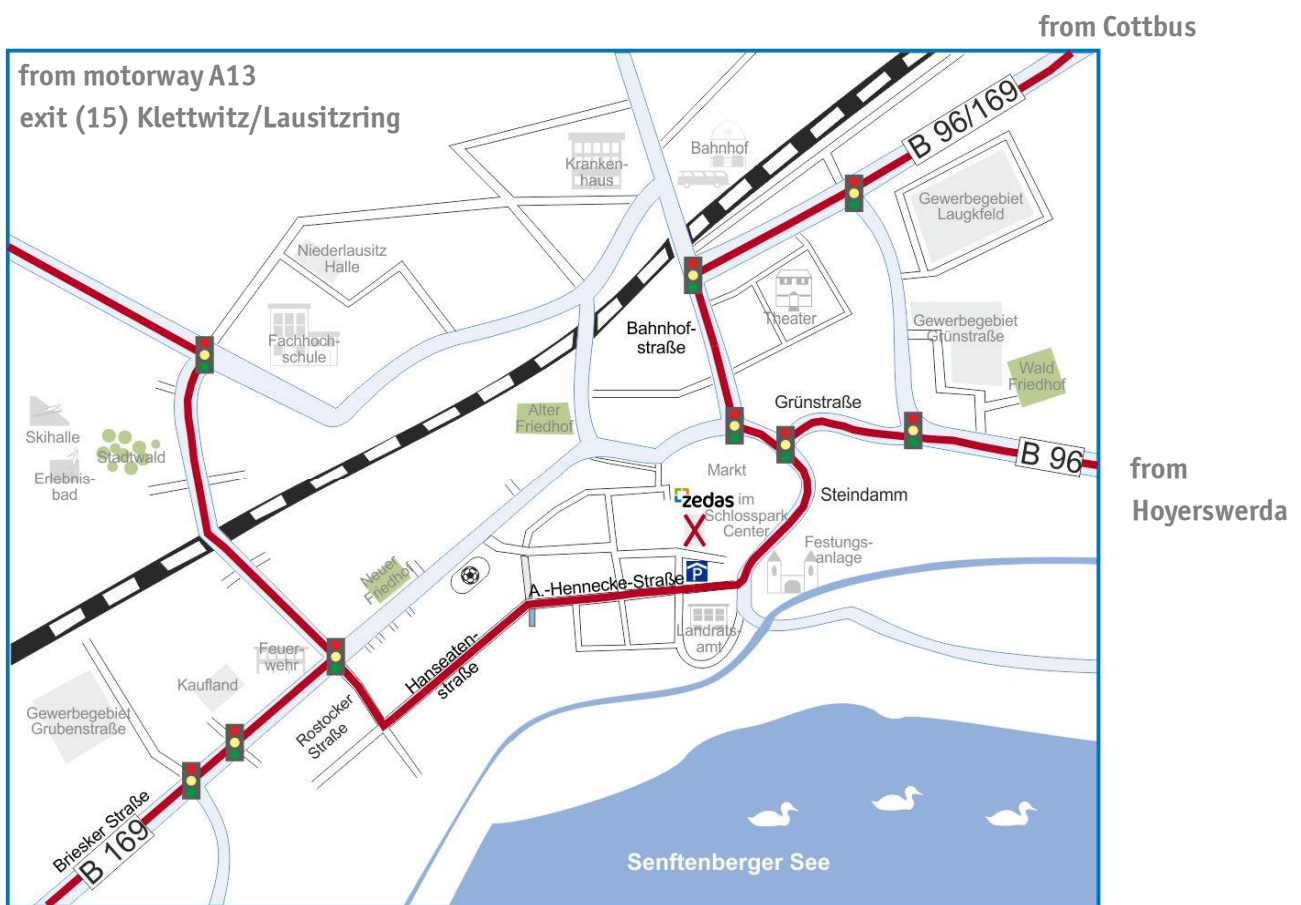 from Cottbus
from motorway A13
exit (15) Klettwitz/Lausitzring
B 96/169
Kranken-
haus
Bahnhof
Gewerbegebiet
Laugkfeld
Niederlausitz
Halle
Fachhoch-
schule
Bahnhof-
straße
Theater
Gewerbegebiet
Grünstraße
Wald
Friedhof
Skihalle
Stadtwald
Erlebnis-
bad
Alter
Friedhof
Grünstraße
B 96
from
Hoyerswerda
Markt
Steindamm
zedas im
Schlosspark
Center
Festungs-
anlage
Neuer
Friedhof
A.-Hennecke-Straße
P
Landrats-
amt
Feuer-
wehr
Kaufland
Hanseaten-
straße
Rostocker
Straße
Gewerbegebiet
Grubenstraße
Briesker Straße
B 169
Senftenberger See